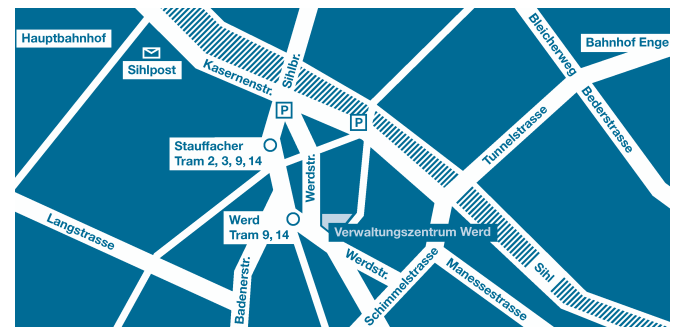 Hauptbahnhof
Sihlpost
Kasernenstr.
Sihlbr.
Bleicherweg
Bahnhof Enge
Bederstrasse
Tunnelstrasse
P
P
Stauffacher
Tram 2, 3, 9, 14
Werdstr.
Werd
Tram 9, 14
Verwaltungszentrum Werd
Langstrasse
Badenerstr.
Werdstr.
Schimmelstrasse
Manessestrasse
Sihl